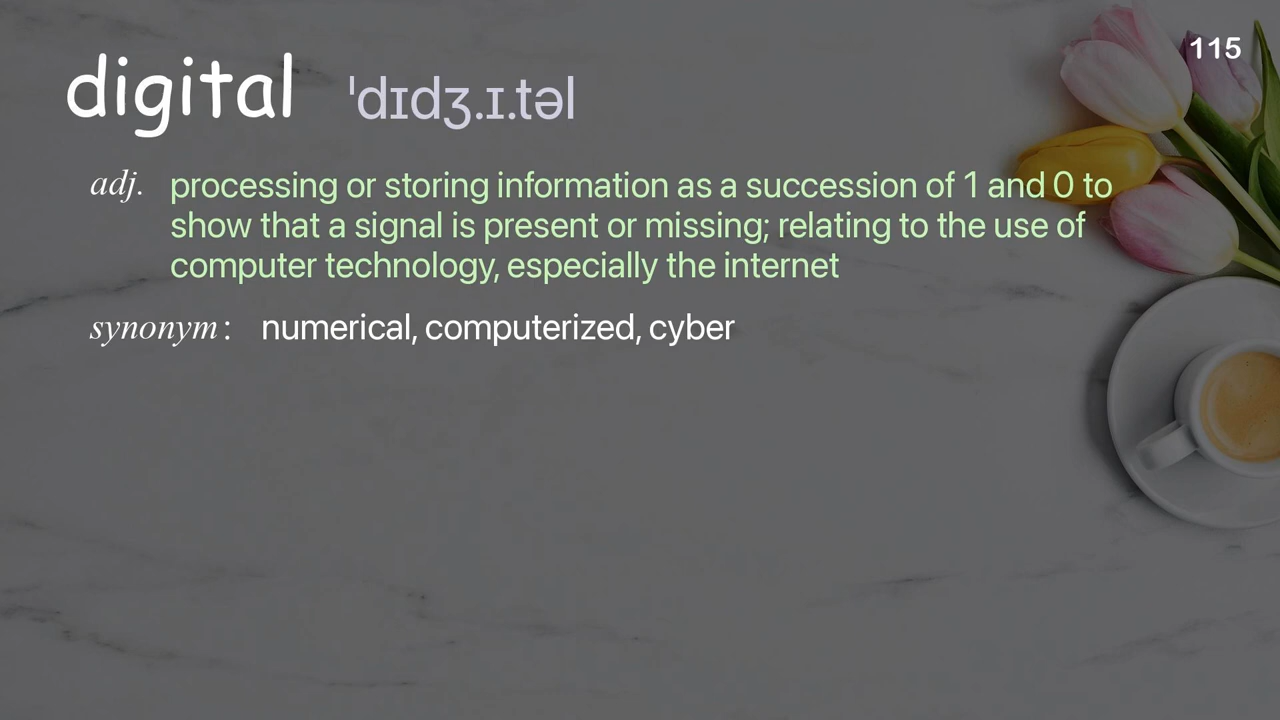 115
digital ˈdɪdʒ.ɪ.təl
adj. processing or storing information as a succession of 1 and 0 to
show that a signal is present or missing; relating to the use of
computer technology, especially the internet
synonym: numerical, computerized, cyber